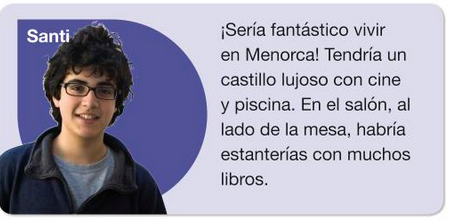 Santi
¡Sería fantástico vivir
en Menorca! Tendría un
castillo lujoso con cine
y piscina. En el salón, al
lado de la mesa, habría
estanterías con muchos
libros.